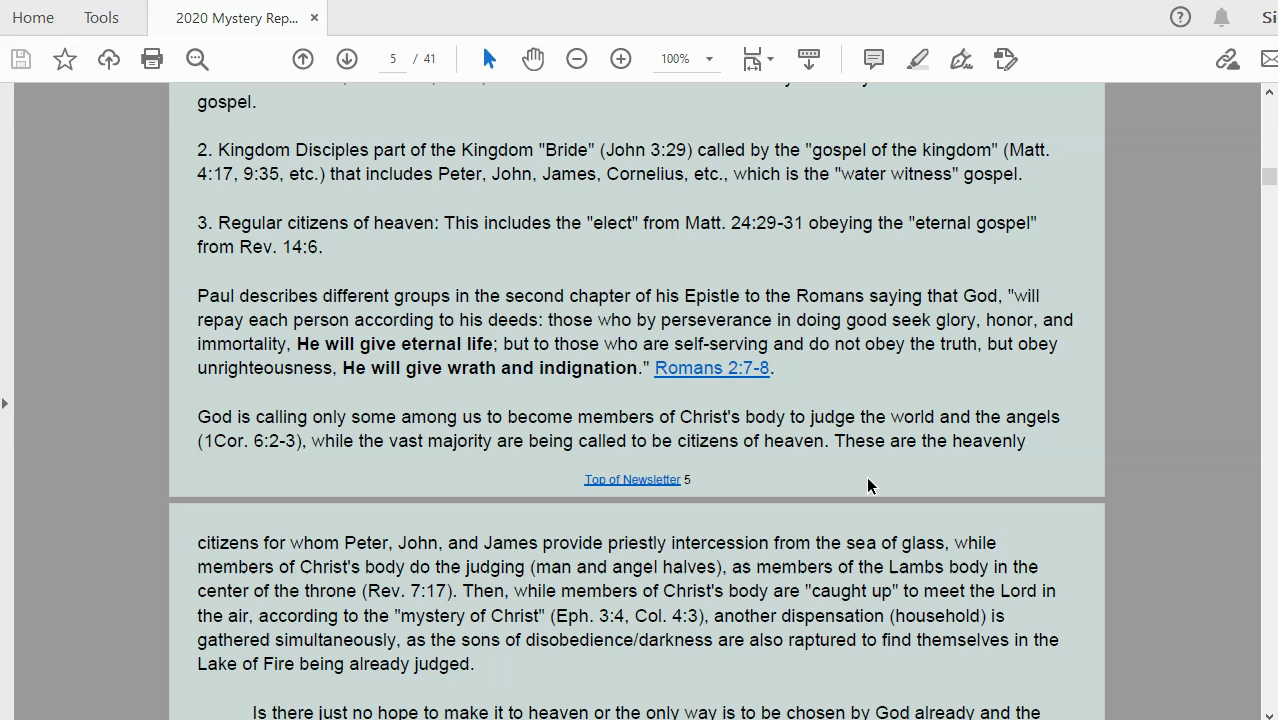 Home
Tools
2020 Mystery Rep... ×
Si
5 / 41
100%
gospel.
2. Kingdom Disciples part of the Kingdom "Bride" (John 3:29) called by the "gospel of the kingdom" (Matt.
4:17, 9:35, etc.) that includes Peter, John, James, Cornelius, etc., which is the "water witness" gospel.
3. Regular citizens of heaven: This includes the "elect" from Matt. 24:29-31 obeying the "eternal gospel"
from Rev. 14:6.
Paul describes different groups in the second chapter of his Epistle to the Romans saying that God, "will
repay each person according to his deeds: those who by perseverance in doing good seek glory, honor, and
immortality, He will give eternal life; but to those who are self-serving and do not obey the truth, but obey
unrighteousness, He will give wrath and indignation." Romans 2:7-8.
God is calling only some among us to become members of Christ's body to judge the world and the angels
(1Cor. 6:2-3), while the vast majority are being called to be citizens of heaven. These are the heavenly
Top of Newsletter 5
citizens for whom Peter, John, and James provide priestly intercession from the sea of glass, while
members of Christ's body do the judging (man and angel halves), as members of the Lambs body in the
center of the throne (Rev. 7:17). Then, while members of Christ's body are "caught up" to meet the Lord in
the air, according to the "mystery of Christ" (Eph. 3:4, Col. 4:3), another dispensation (household) is
gathered simultaneously, as the sons of disobedience/darkness are also raptured to find themselves in the
Lake of Fire being already judged.
Is there just no hope to make it to heaven or the only way is to be chosen by God already and the